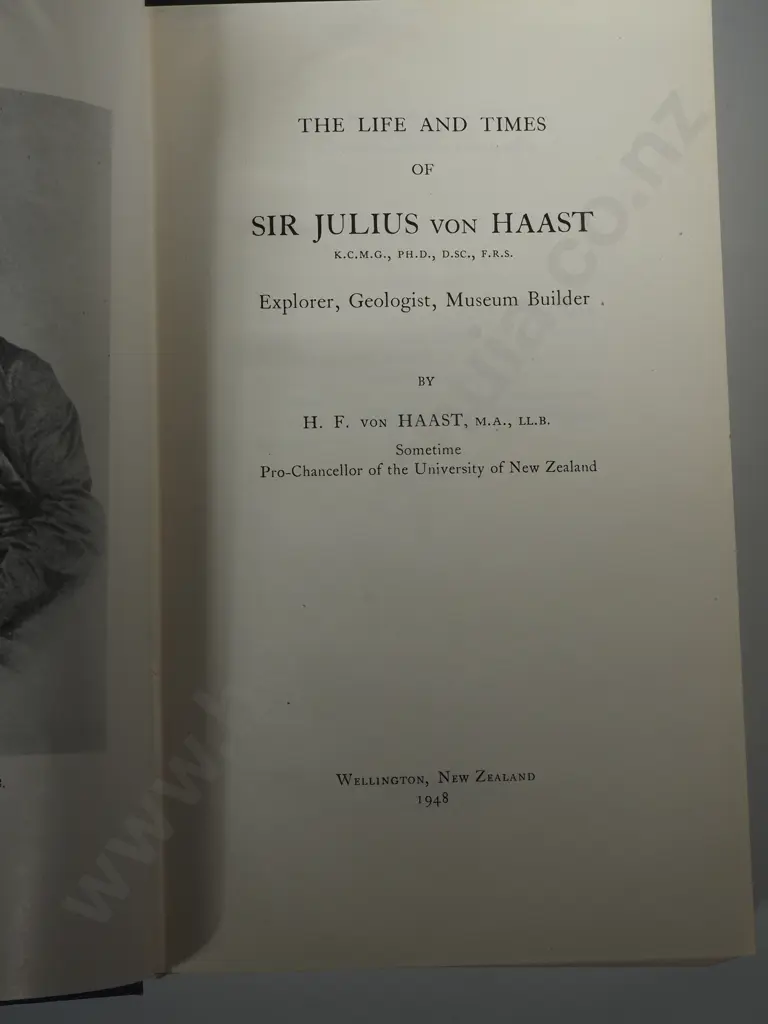 THE LIFE AND TIMES
OF
SIR JULIUS VON HAAST
K.C.M.G., PH.D., D.SC., F.R.S.
Explorer, Geologist, Museum Builder
BY
H. F. VON HAAST, M.A., LL.B.
Sometime
Pro-Chancellor of the University of New Zealand
WELLINGTON, NEW ZEALAND
1948